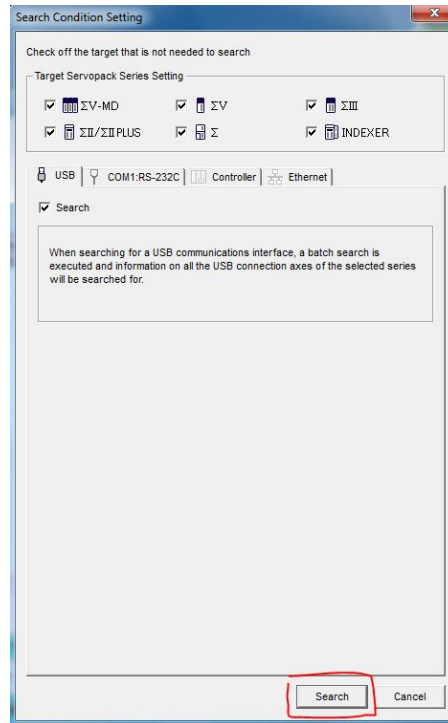 Search Condition Setting
Check off the target that is not needed to search
Target Servopack Series Setting
ΣV-MD ΣV ΣIII
ΣII/ΣIIPLUS Σ INDEXER
USB COM1:RS-232C Controller Ethernet
Search
When searching for a USB communications interface, a batch search is
executed and information on all the USB connection axes of the selected series
will be searched for.
Search Cancel